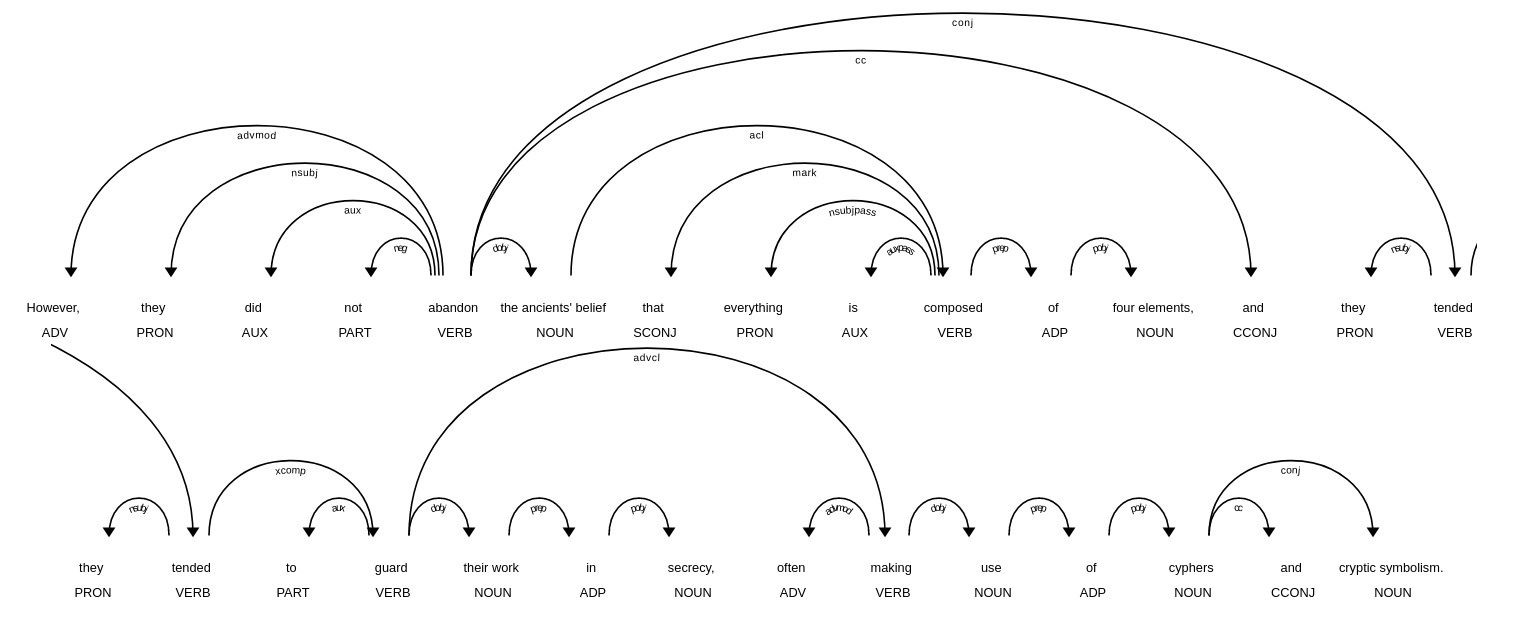 conj
cc
advmod acl
nsubj mark
aux nsubjpass
neg dobj auxpass prep pobj nsubj
However, they did not abandon the ancients' belief that everything is composed of four elements, and they tended
ADV PRON AUX PART VERB NOUN SCONJ PRON AUX VERB ADP NOUN CCONJ PRON VERB
advcl
xcomp conj
nsubj aux dobj prep pobj advmod dobj prep pobj cc
they tended to guard their work in secrecy, often making use of cyphers and cryptic symbolism.
PRON VERB PART VERB NOUN ADP NOUN ADV VERB NOUN ADP NOUN CCONJ NOUN